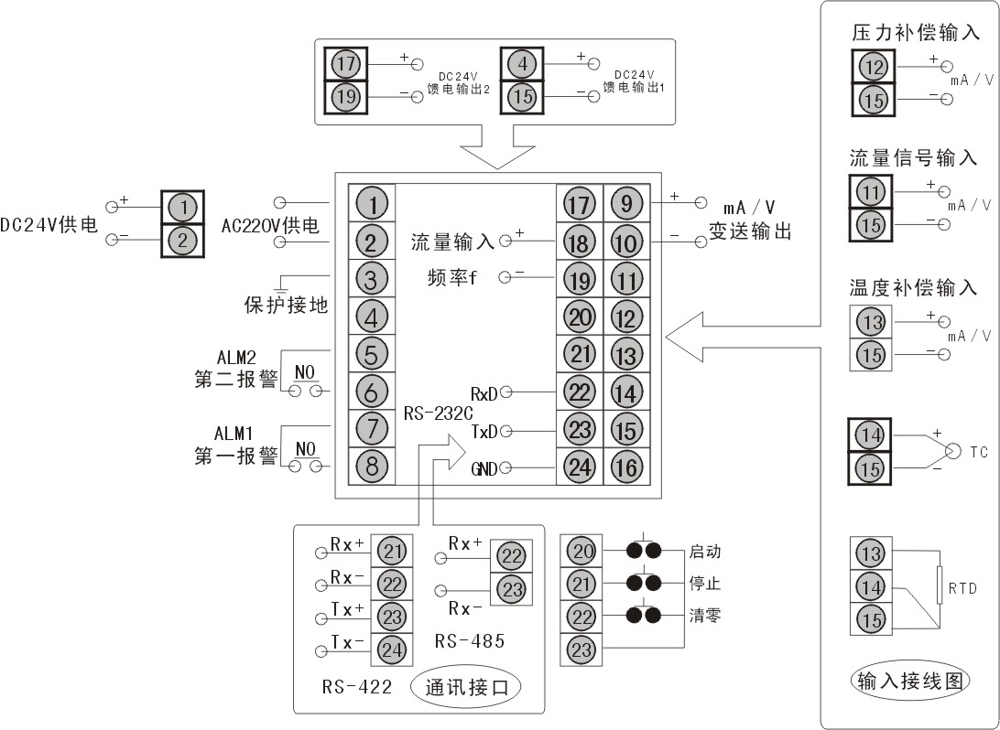 17 + DC24V
19 - 馈电输出2
4 + DC24V
15 - 馈电输出1
DC24V供电 + 1
- 2
AC220V供电
保护接地
ALM2
第二报警 NO
ALM1
第一报警 NO
1
2
3
4
5
6
7
8
流量输入 +
频率f -
RS-232C
RxD
TxD
GND
17 9
18 10
19 11
20 12
21 13
22 14
23 15
24 16
+ mA/V
- 变送输出
Rx+ 21
Rx- 22
Tx+ 23
Tx- 24
RS-422
Rx+ 22
Rx- 23
RS-485
通讯接口
20 启动
21 停止
22 清零
23
压力补偿输入
12 + mA/V
15 -
流量信号输入
11 + mA/V
15 -
温度补偿输入
13 + mA/V
15 -
14 + TC
15 -
13
14 RTD
15
输入接线图